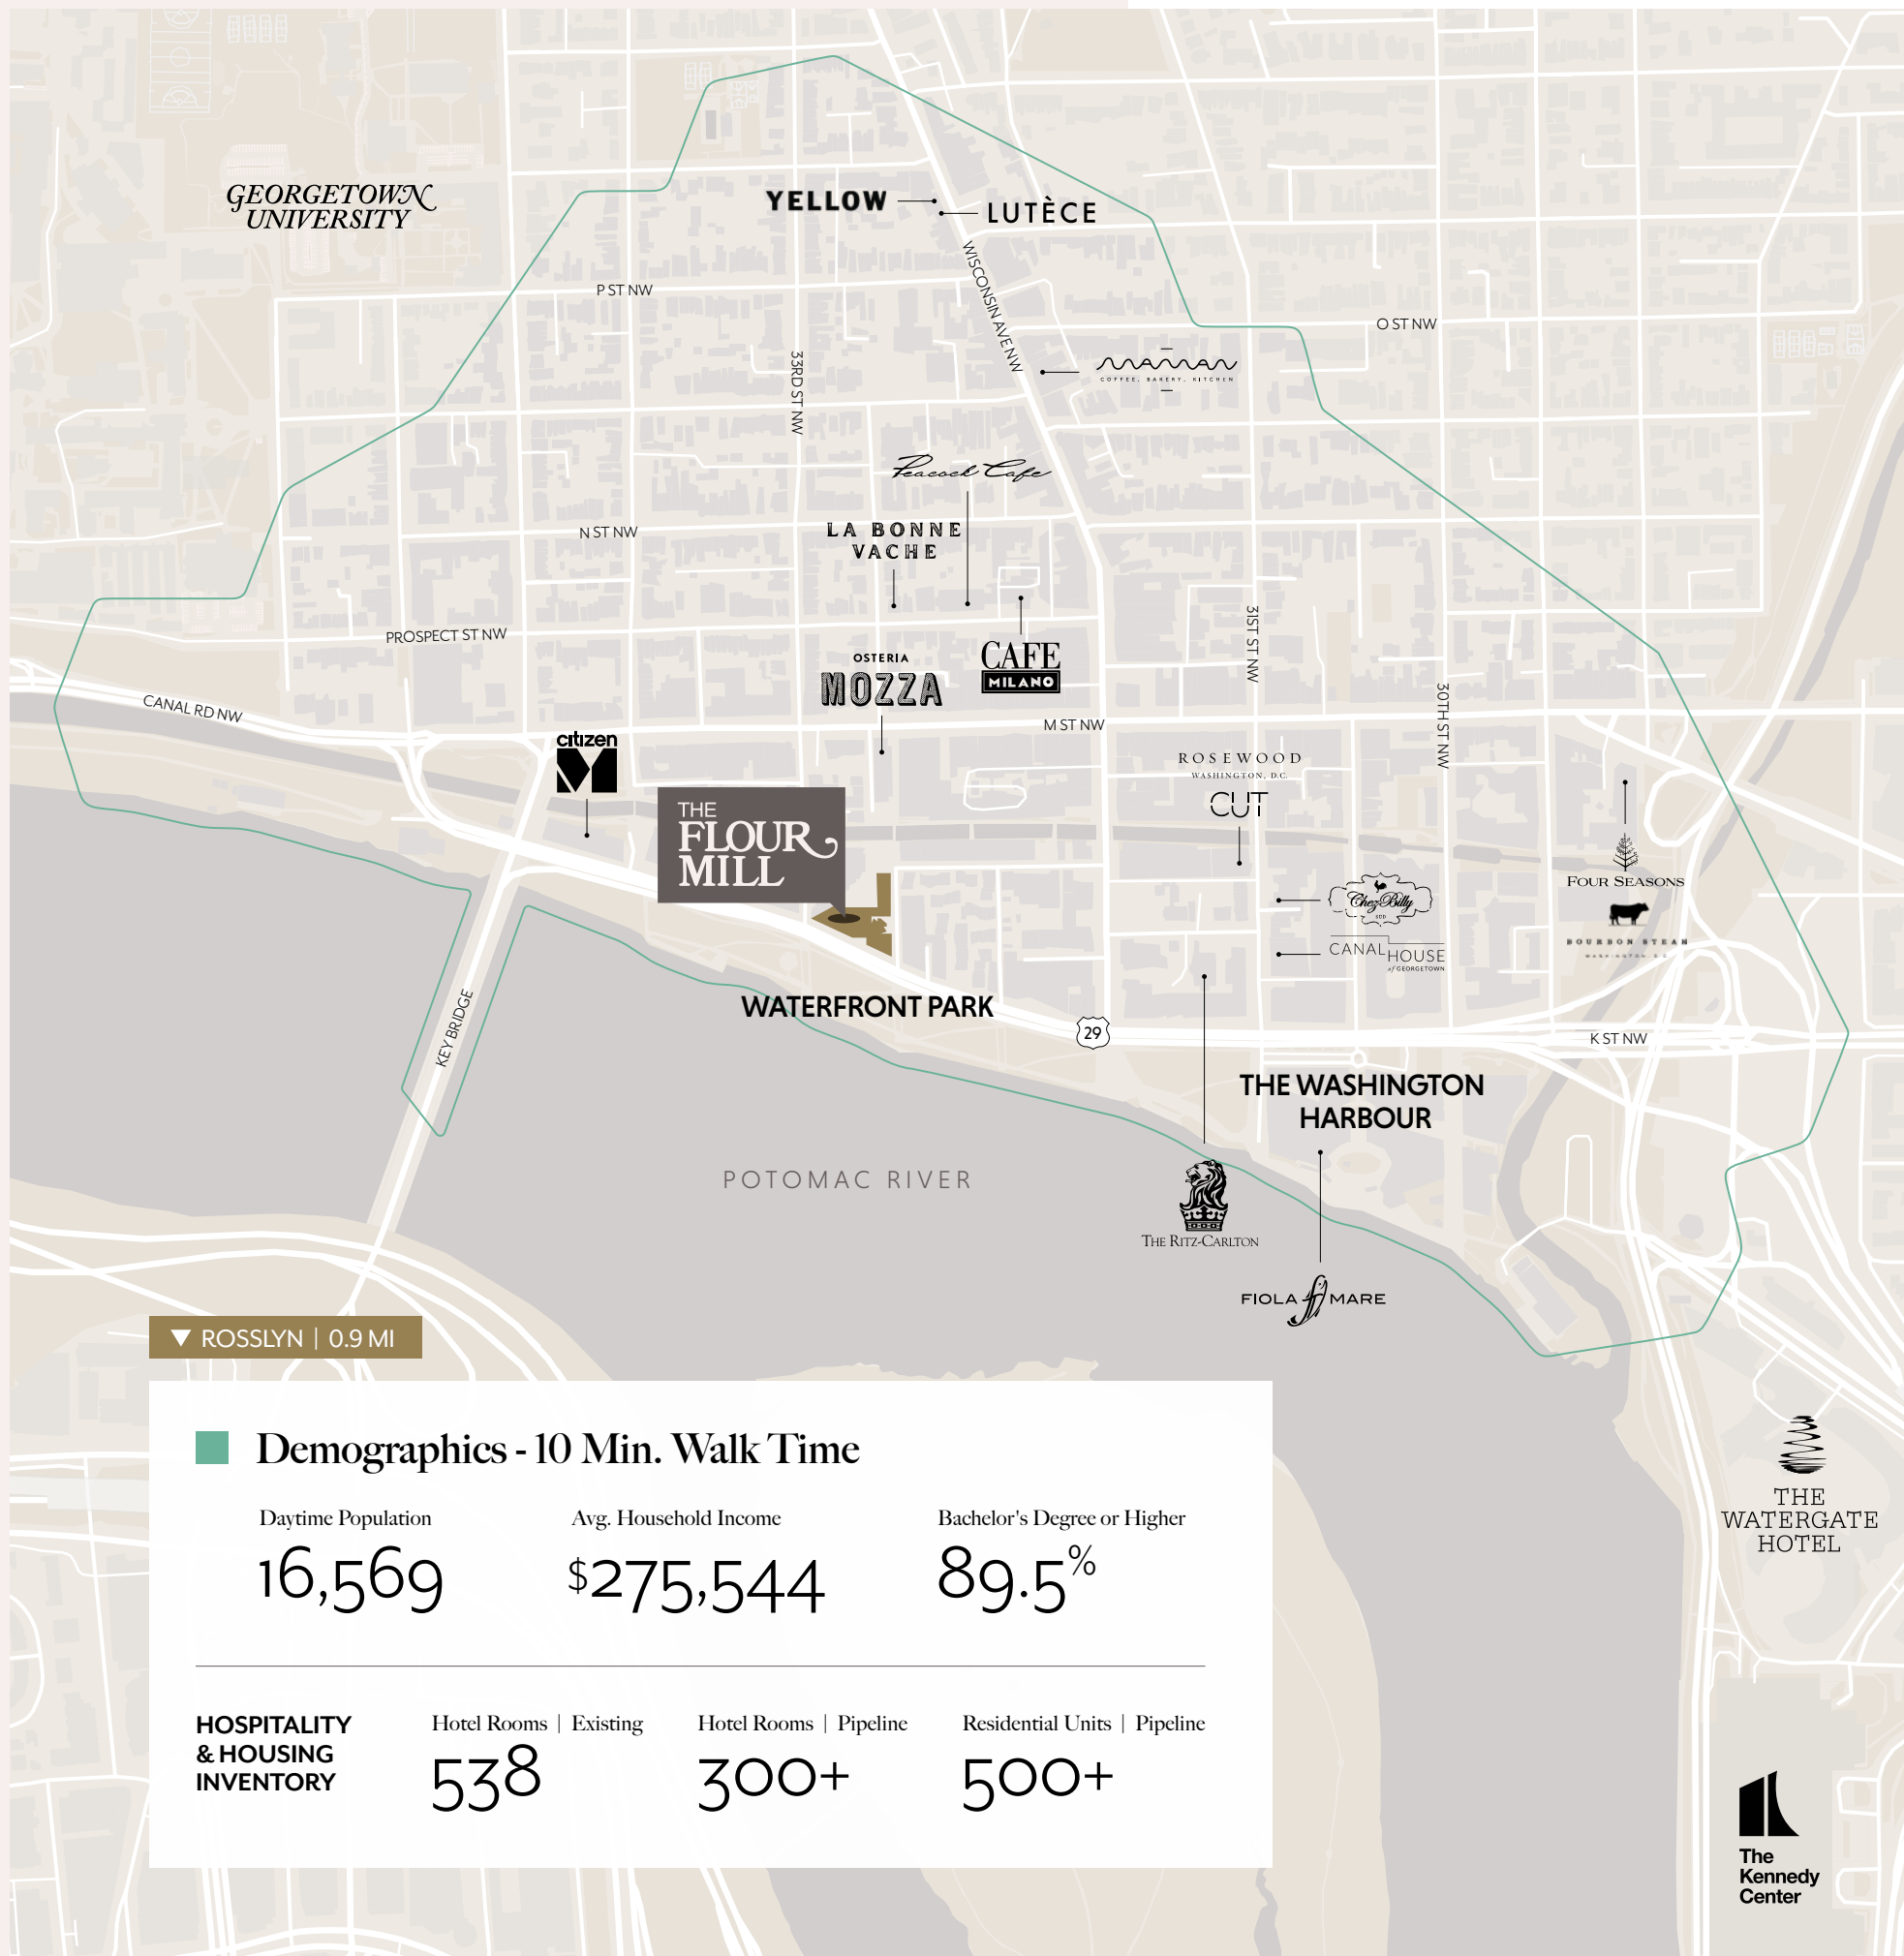 GEORGETOWN
UNIVERSITY
YELLOW
LUTÈCE
WISCONSIN AVE NW
P ST NW
O ST NW
33RD ST NW
MAMAN
COFFEE, BAKERY, KITCHEN
Peacock Cafe
LA BONNE
VACHE
N ST NW
31ST ST NW
PROSPECT ST NW
OSTERIA
MOZZA
CAFE
MILANO
30TH ST NW
CANAL RD NW
M ST NW
citizen
M
ROSEWOOD
WASHINGTON, D.C.
CUT
THE
FLOUR
MILL
FOUR SEASONS
Chez Billy
SUD
BOURBON STEAK
WASHINGTON, D.C.
CANAL HOUSE
of GEORGETOWN
WATERFRONT PARK
29
K ST NW
KEY BRIDGE
THE WASHINGTON
HARBOUR
POTOMAC RIVER
THE RITZ-CARLTON
FIOLA MARE
▼ ROSSLYN | 0.9 MI
Demographics - 10 Min. Walk Time
Daytime Population
16,569
Avg. Household Income
$275,544
Bachelor's Degree or Higher
89.5%
HOSPITALITY
& HOUSING
INVENTORY
Hotel Rooms | Existing
538
Hotel Rooms | Pipeline
300+
Residential Units | Pipeline
500+
THE
WATERGATE
HOTEL
The
Kennedy
Center